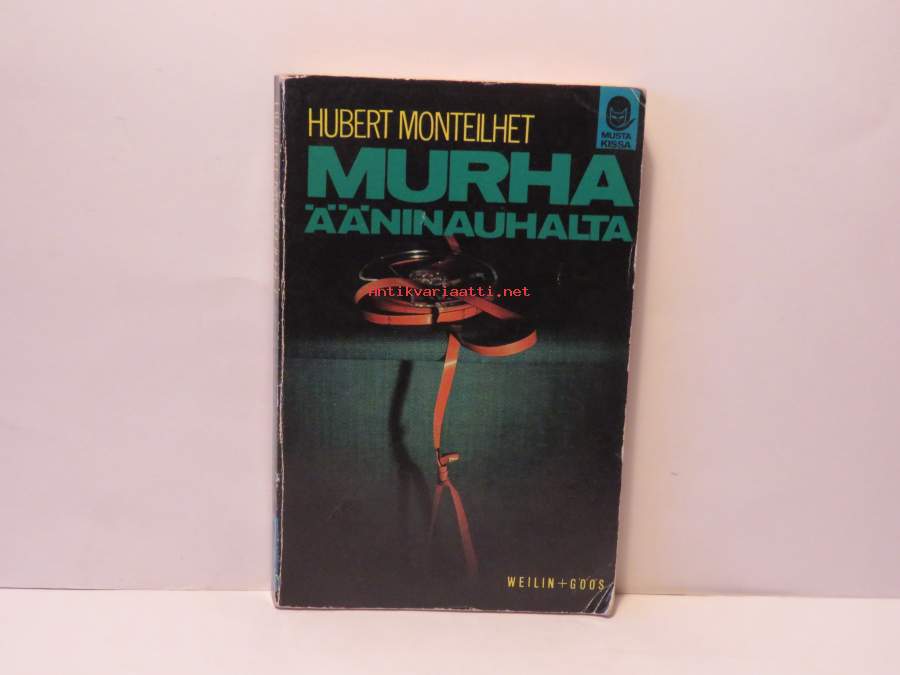 HUBERT MONTEILHET
MUSTA
KISSA
MURHA
ÄÄNINAUHALTA
Antikvariaatti.net
WEILIN+GÖÖS